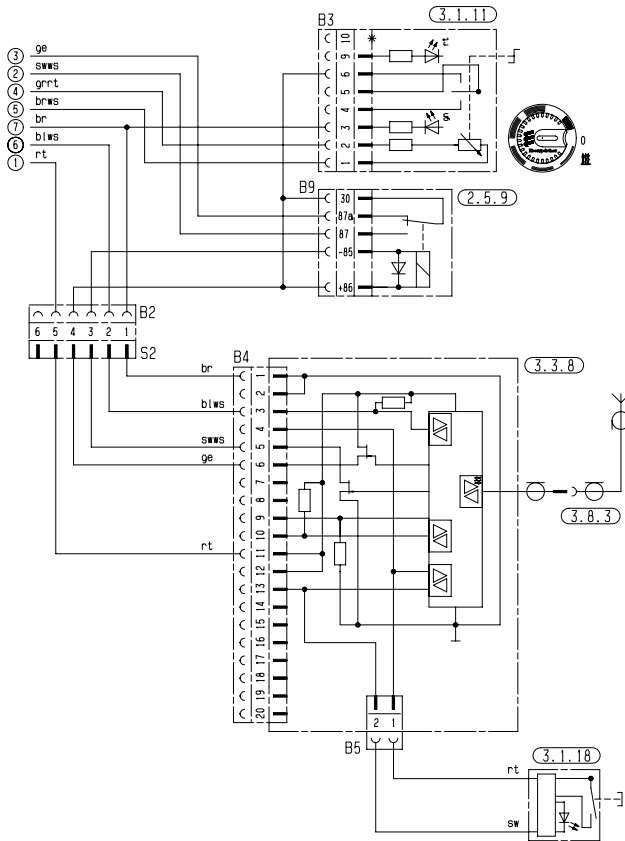 3.1.11
B3
10
9
6
5
4
3
2
1
*
0
3 ge
2 swws
4 grrt
5 brws
7 br
6 blws
1 rt
B9
2.5.9
30
87a
87
-85
+86
B2
6 5 4 3 2 1
S2
B4
3.3.8
br
blws
swws
ge
rt
1
2
3
4
5
6
7
8
9
10
11
12
13
14
15
16
17
18
19
20
3.8.3
2 1
B5
3.1.18
rt
sw